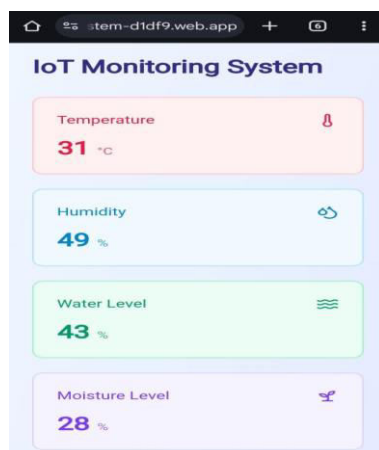 stem-d1df9.web.app
6
IoT Monitoring System
Temperature
31 °C
Humidity
49 %
Water Level
43 %
Moisture Level
28 %